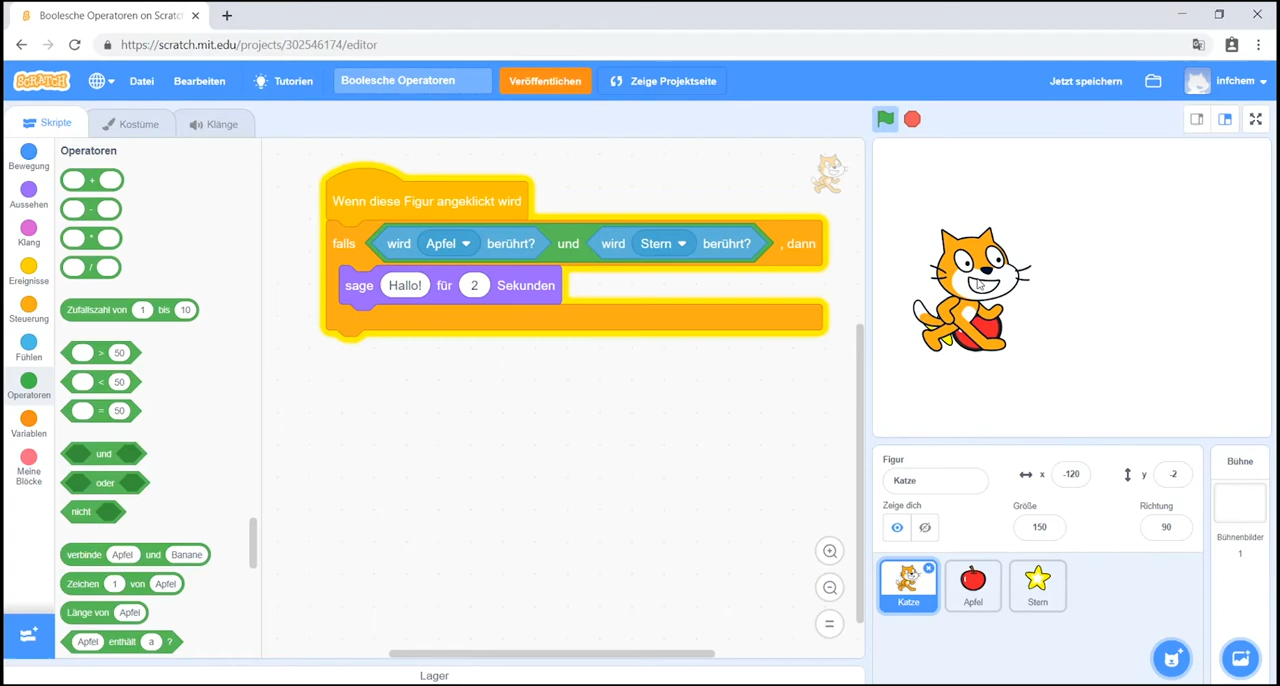 Boolesche Operatoren on Scratch
https://scratch.mit.edu/projects/302546174/editor
SCRATCH
Datei
Bearbeiten
Tutorien
Boolesche Operatoren
Veröffentlichen
Zeige Projektseite
Jetzt speichern
infchem
Skripte
Kostüme
Klänge
Bewegung
Aussehen
Klang
Ereignisse
Steuerung
Fühlen
Operatoren
Variablen
Meine
Blöcke
Operatoren
+
-
*
/
Zufallszahl von 1 bis 10
> 50
< 50
= 50
und
oder
nicht
verbinde Apfel und Banane
Zeichen 1 von Apfel
Länge von Apfel
Apfel enthält a ?
Wenn diese Figur angeklickt wird
falls wird Apfel berührt? und wird Stern berührt? , dann
sage Hallo! für 2 Sekunden
Figur
Katze
x -120
y -2
Zeige dich
Größe
150
Richtung
90
Katze
Apfel
Stern
Bühne
Bühnenbilder
1
Lager